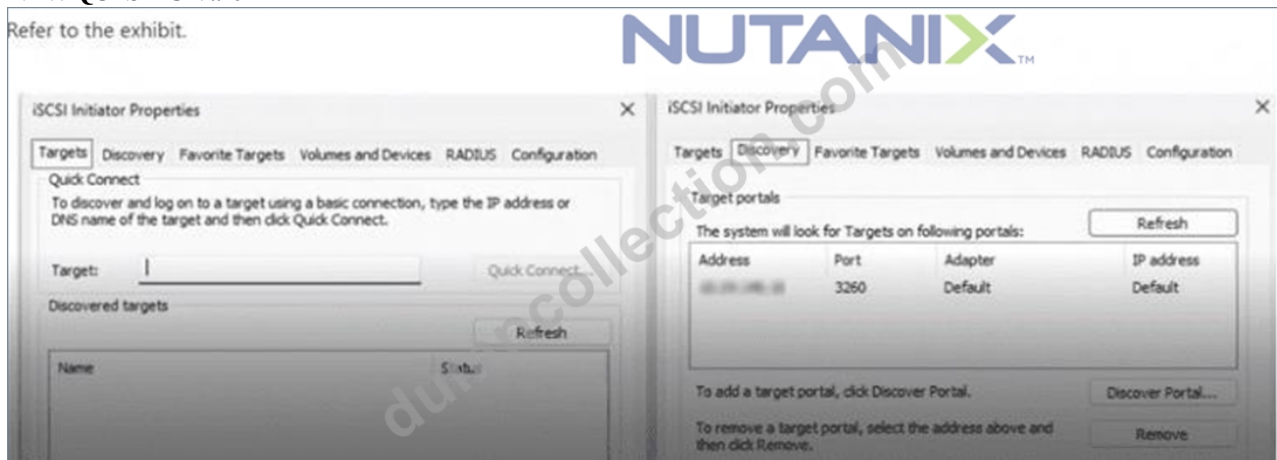 Refer to the exhibit.
NUTANIX™
iSCSI Initiator Properties
Targets Discovery Favorite Targets Volumes and Devices RADIUS Configuration
Quick Connect
To discover and log on to a target using a basic connection, type the IP address or
DNS name of the target and then click Quick Connect.
Target:
Quick Connect...
Discovered targets
Refresh
Name Status
iSCSI Initiator Properties
Targets Discovery Favorite Targets Volumes and Devices RADIUS Configuration
Target portals
The system will look for Targets on following portals:
Refresh
Address Port Adapter IP address
3260 Default Default
To add a target portal, click Discover Portal.
Discover Portal...
To remove a target portal, select the address above and
then click Remove.
Remove